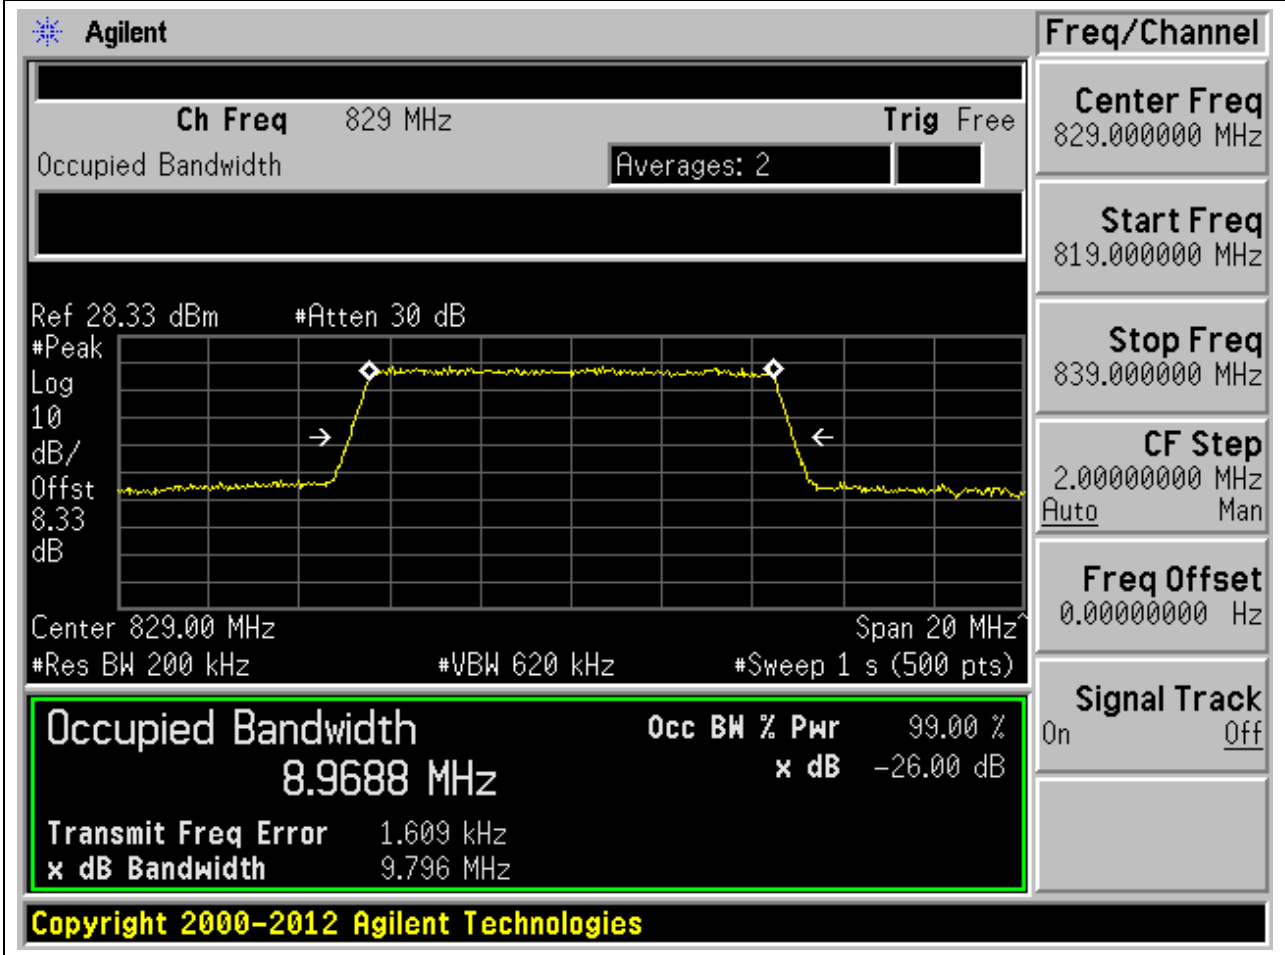 Agilent
Freq/Channel
Ch Freq 829 MHz Trig Free
Occupied Bandwidth Averages: 2
Ref 28.33 dBm #Atten 30 dB
#Peak
Log
10
dB/
Offst
8.33
dB
Center 829.00 MHz Span 20 MHz^
#Res BW 200 kHz #VBW 620 kHz #Sweep 1 s (500 pts)
Occupied Bandwidth
8.9688 MHz
Occ BW % Pwr 99.00 %
x dB -26.00 dB
Transmit Freq Error 1.609 kHz
x dB Bandwidth 9.796 MHz
Center Freq
829.000000 MHz
Start Freq
819.000000 MHz
Stop Freq
839.000000 MHz
CF Step
2.00000000 MHz
Auto Man
Freq Offset
0.00000000 Hz
Signal Track
On Off
Copyright 2000-2012 Agilent Technologies